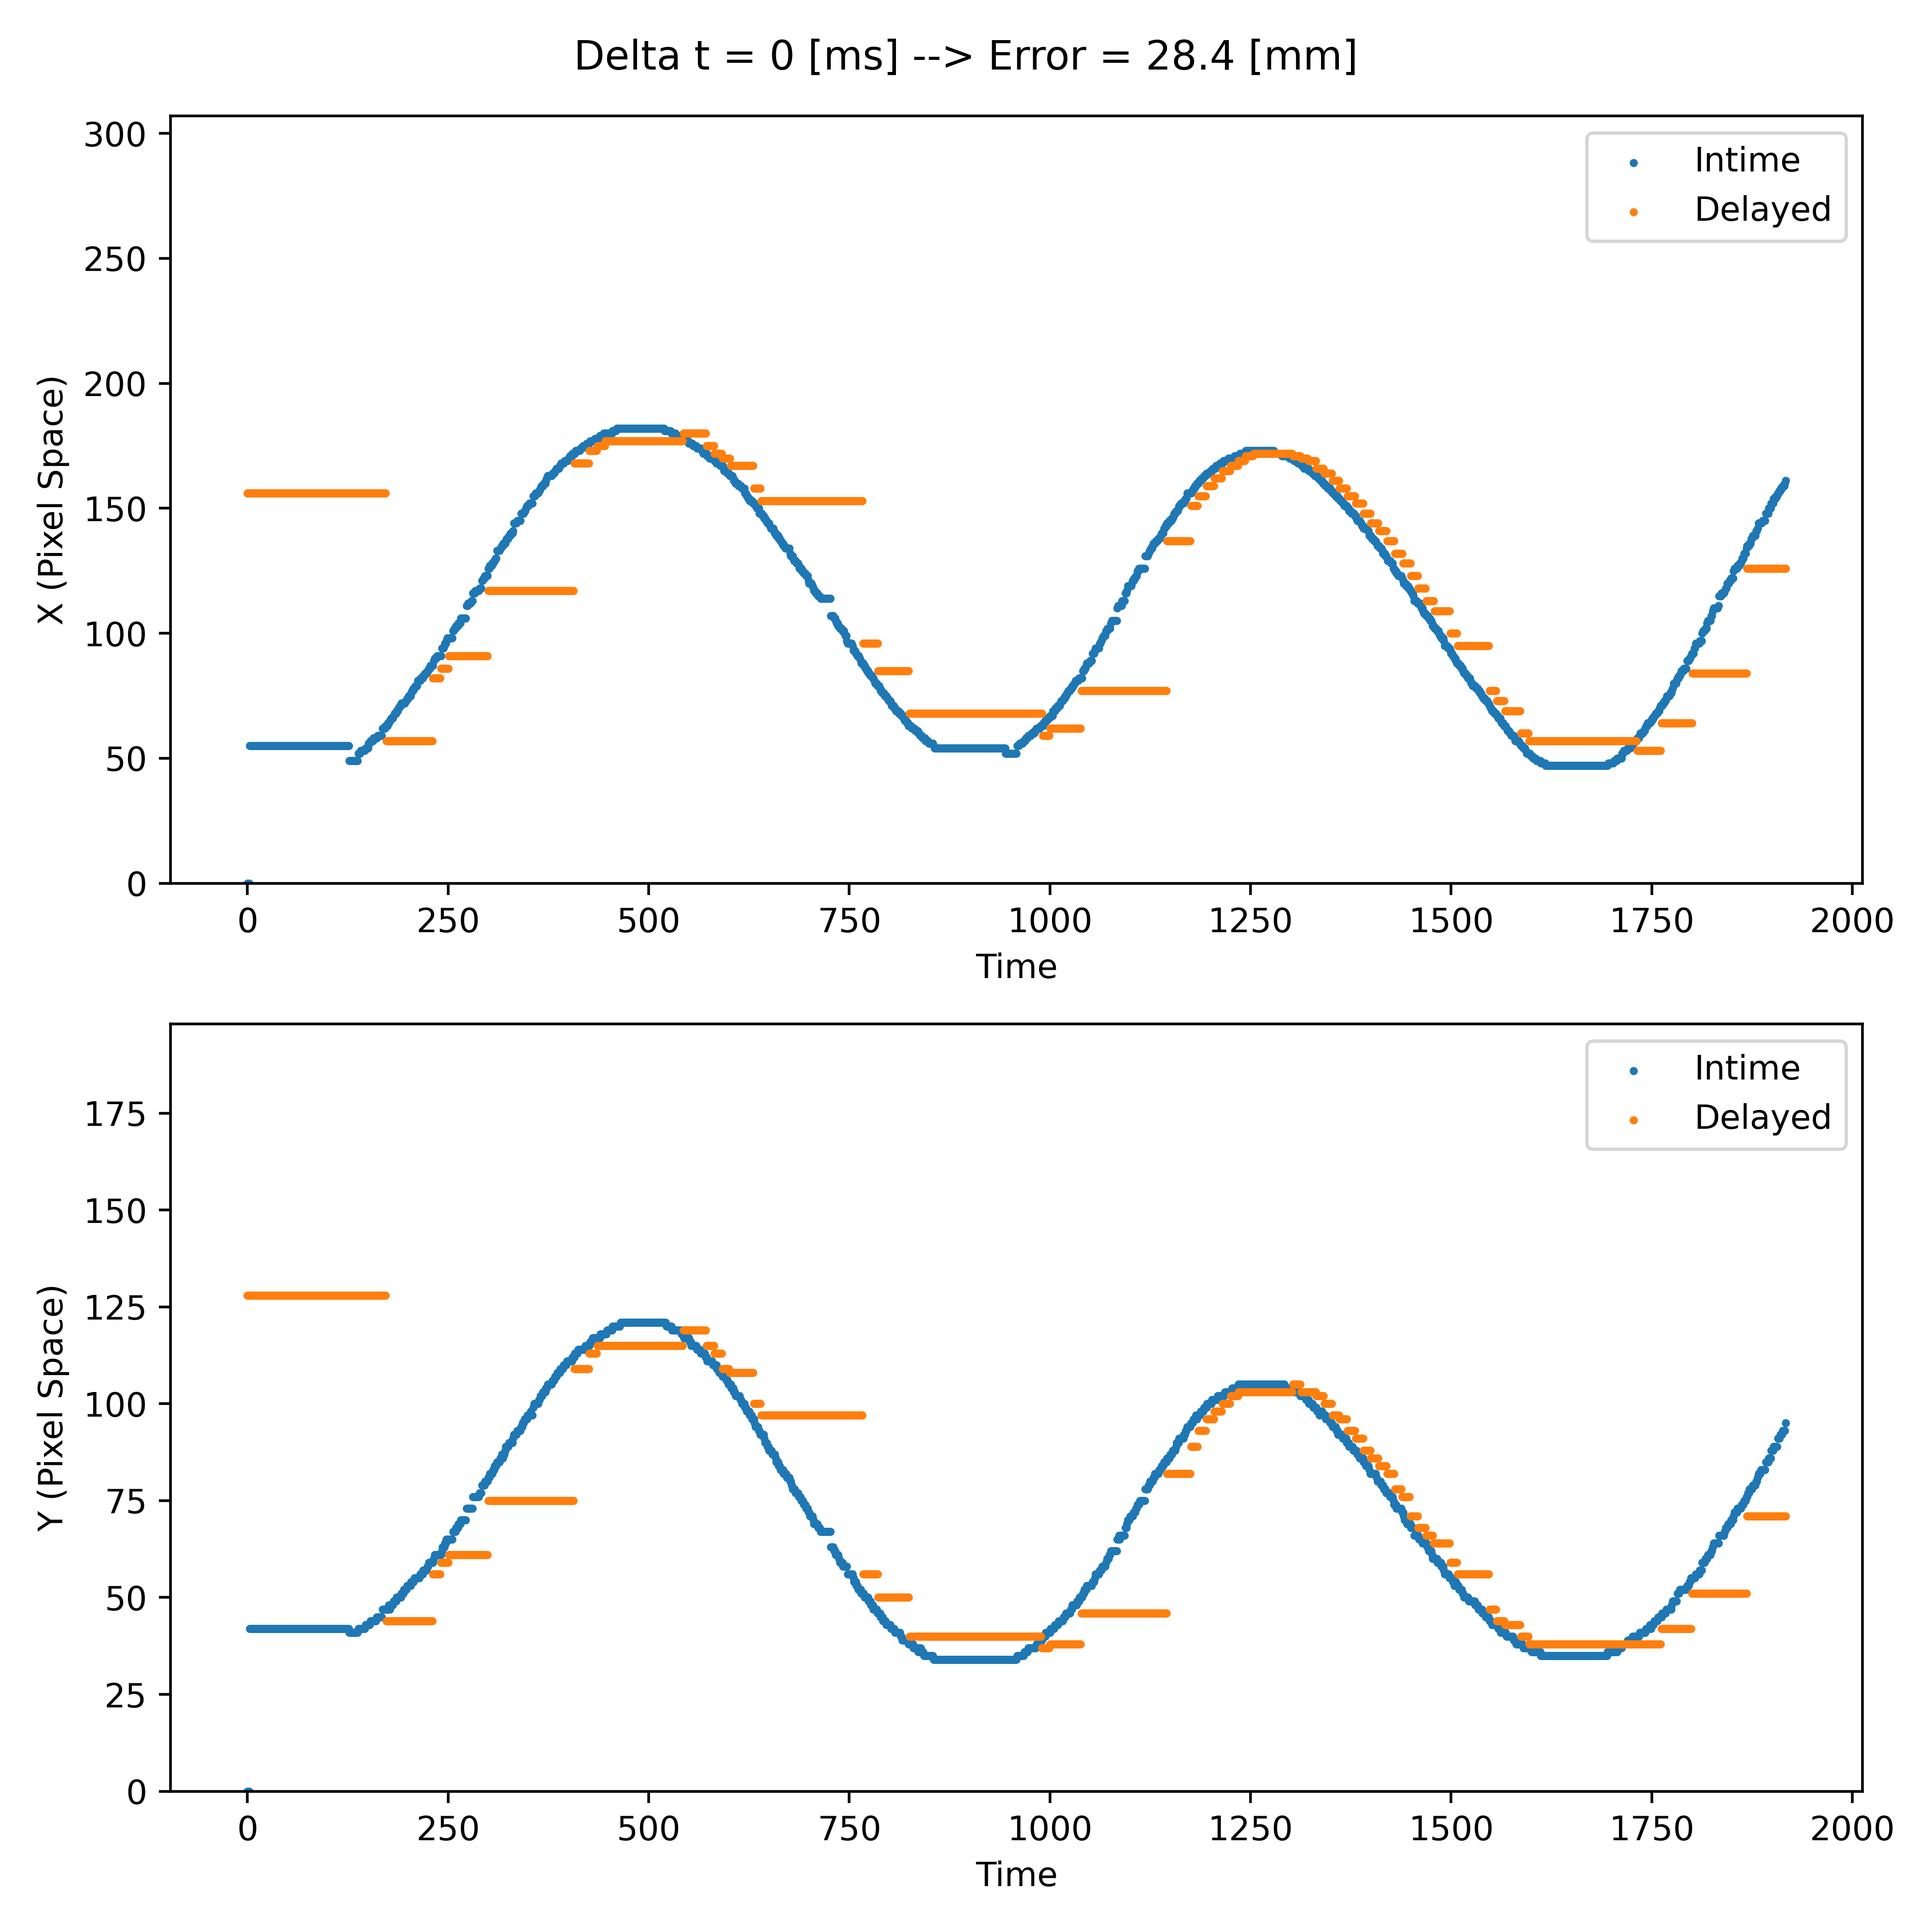 Delta t = 0 [ms] --> Error = 28.4 [mm]
300
250
200
150
100
50
0
X (Pixel Space)
Intime
Delayed
0 250 500 750 1000 1250 1500 1750 2000
Time
175
150
125
100
75
50
25
0
Y (Pixel Space)
Intime
Delayed
0 250 500 750 1000 1250 1500 1750 2000
Time